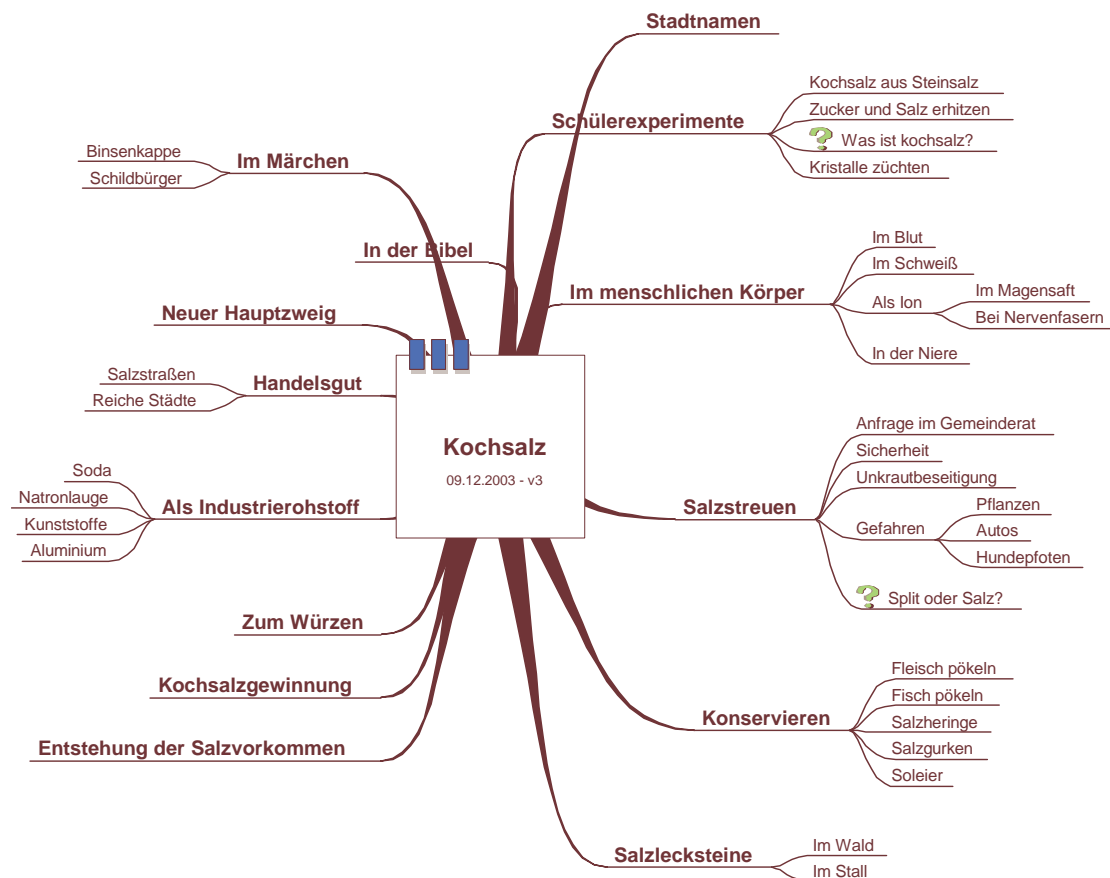 Kochsalz
09.12.2003 - v3
Stadtnamen
Schülerexperimente
Kochsalz aus Steinsalz
Zucker und Salz erhitzen
Was ist kochsalz?
Kristalle züchten
Im menschlichen Körper
Im Blut
Im Schweiß
Als Ion
Im Magensaft
Bei Nervenfasern
In der Niere
Salzstreuen
Anfrage im Gemeinderat
Sicherheit
Unkrautbeseitigung
Gefahren
Pflanzen
Autos
Hundepfoten
Split oder Salz?
Konservieren
Fleisch pökeln
Fisch pökeln
Salzheringe
Salzgurken
Soleier
Salzlecksteine
Im Wald
Im Stall
Entstehung der Salzvorkommen
Kochsalzgewinnung
Zum Würzen
Als Industrierohstoff
Soda
Natronlauge
Kunststoffe
Aluminium
Handelsgut
Salzstraßen
Reiche Städte
Neuer Hauptzweig
In der Bibel
Im Märchen
Binsenkappe
Schildbürger